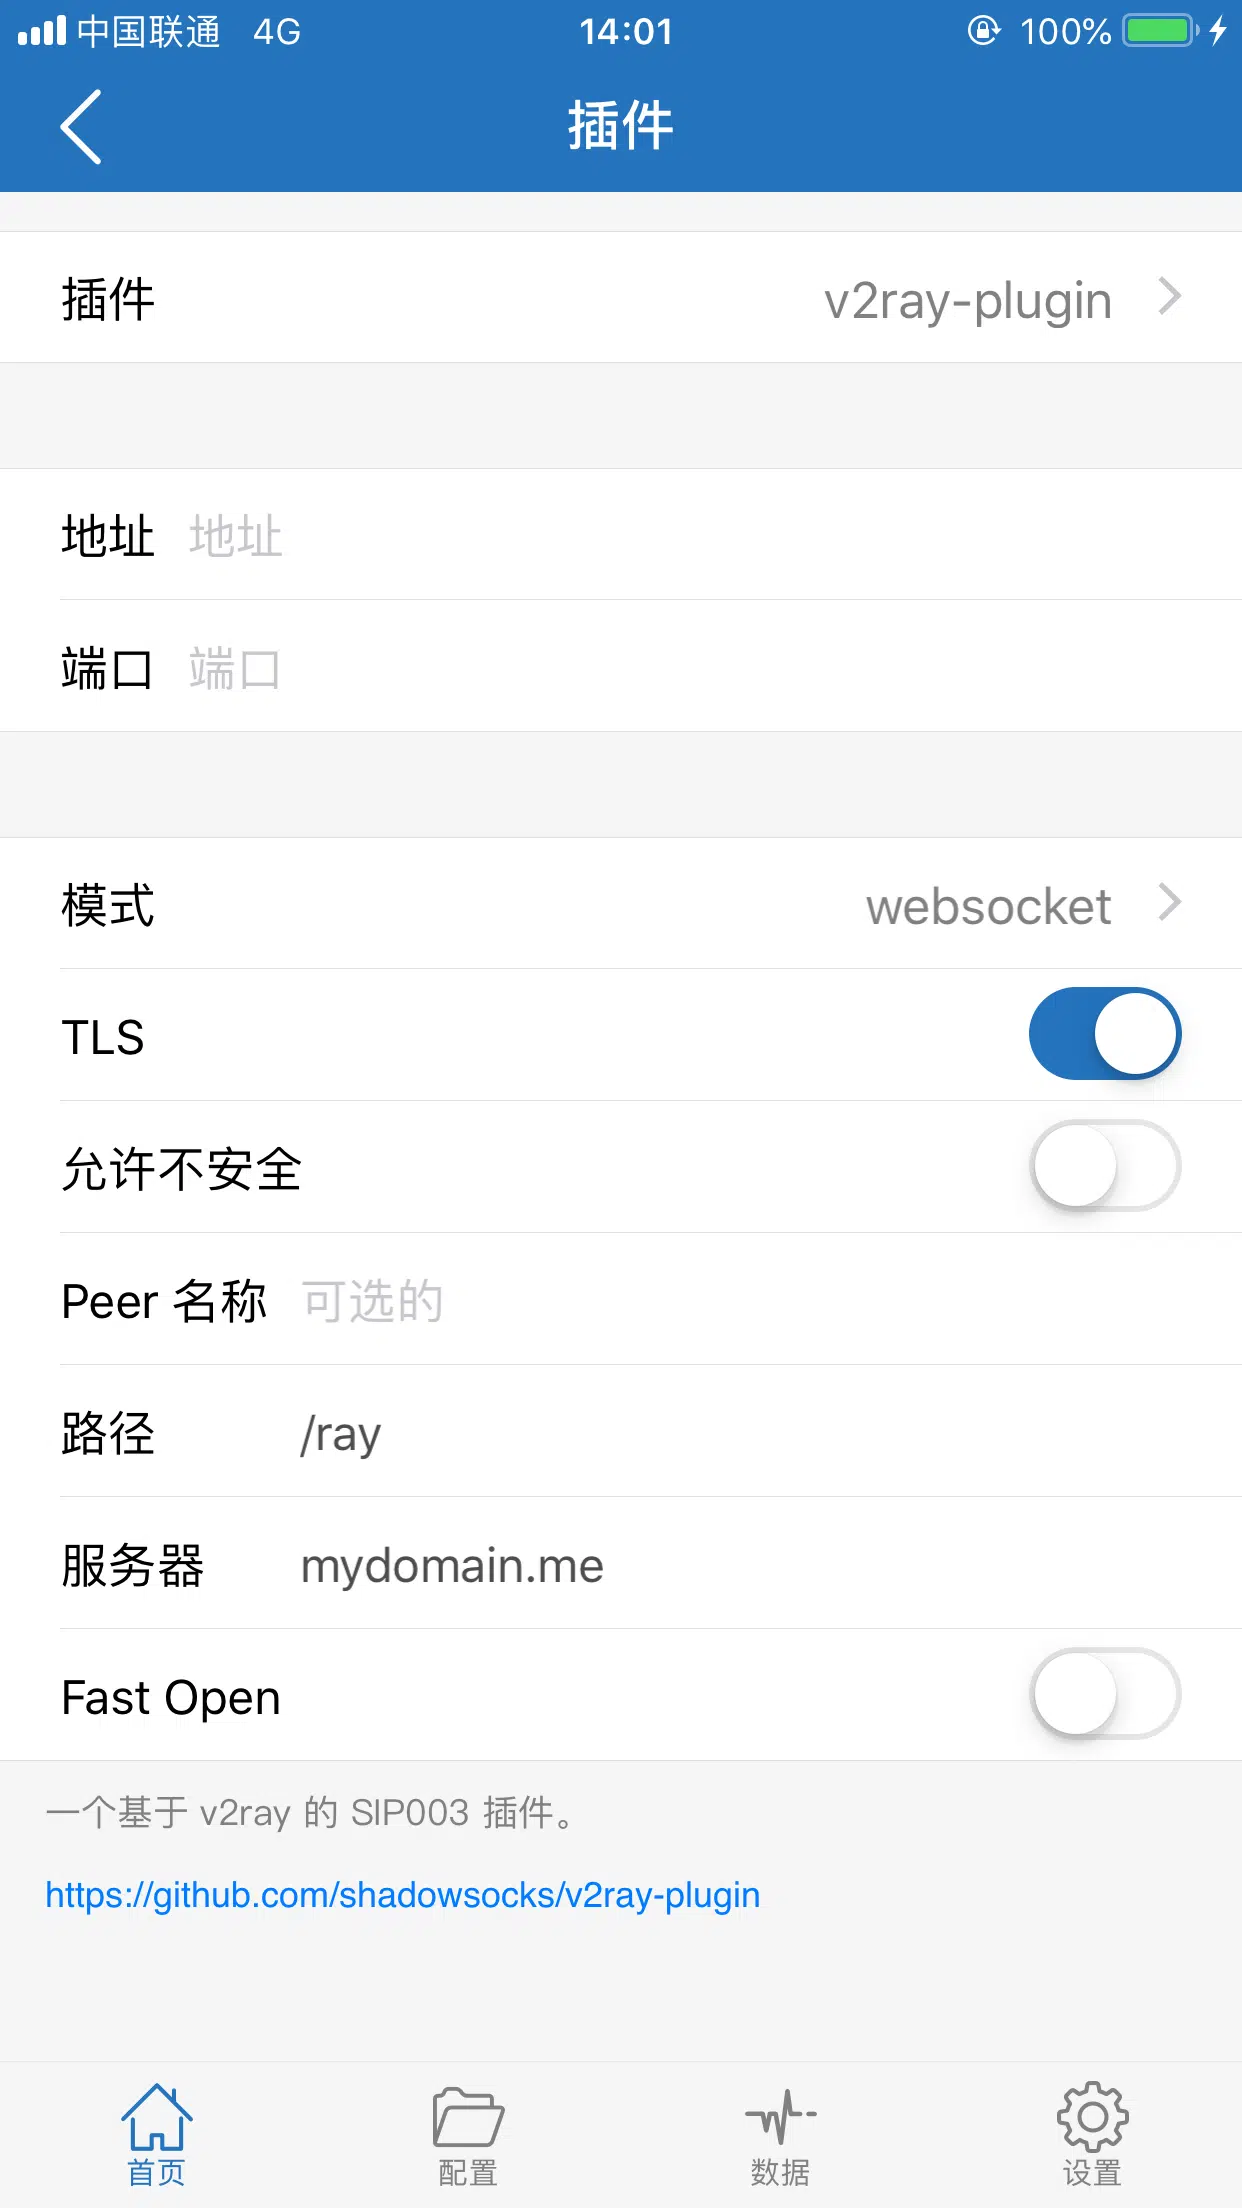 中国联通 4G 14:01 100%
插件
插件 v2ray-plugin
地址 地址
端口 端口
模式 websocket
TLS
允许不安全
Peer 名称 可选的
路径 /ray
服务器 mydomain.me
Fast Open
一个基于 v2ray 的 SIP003 插件。
https://github.com/shadowsocks/v2ray-plugin
首页 配置 数据 设置